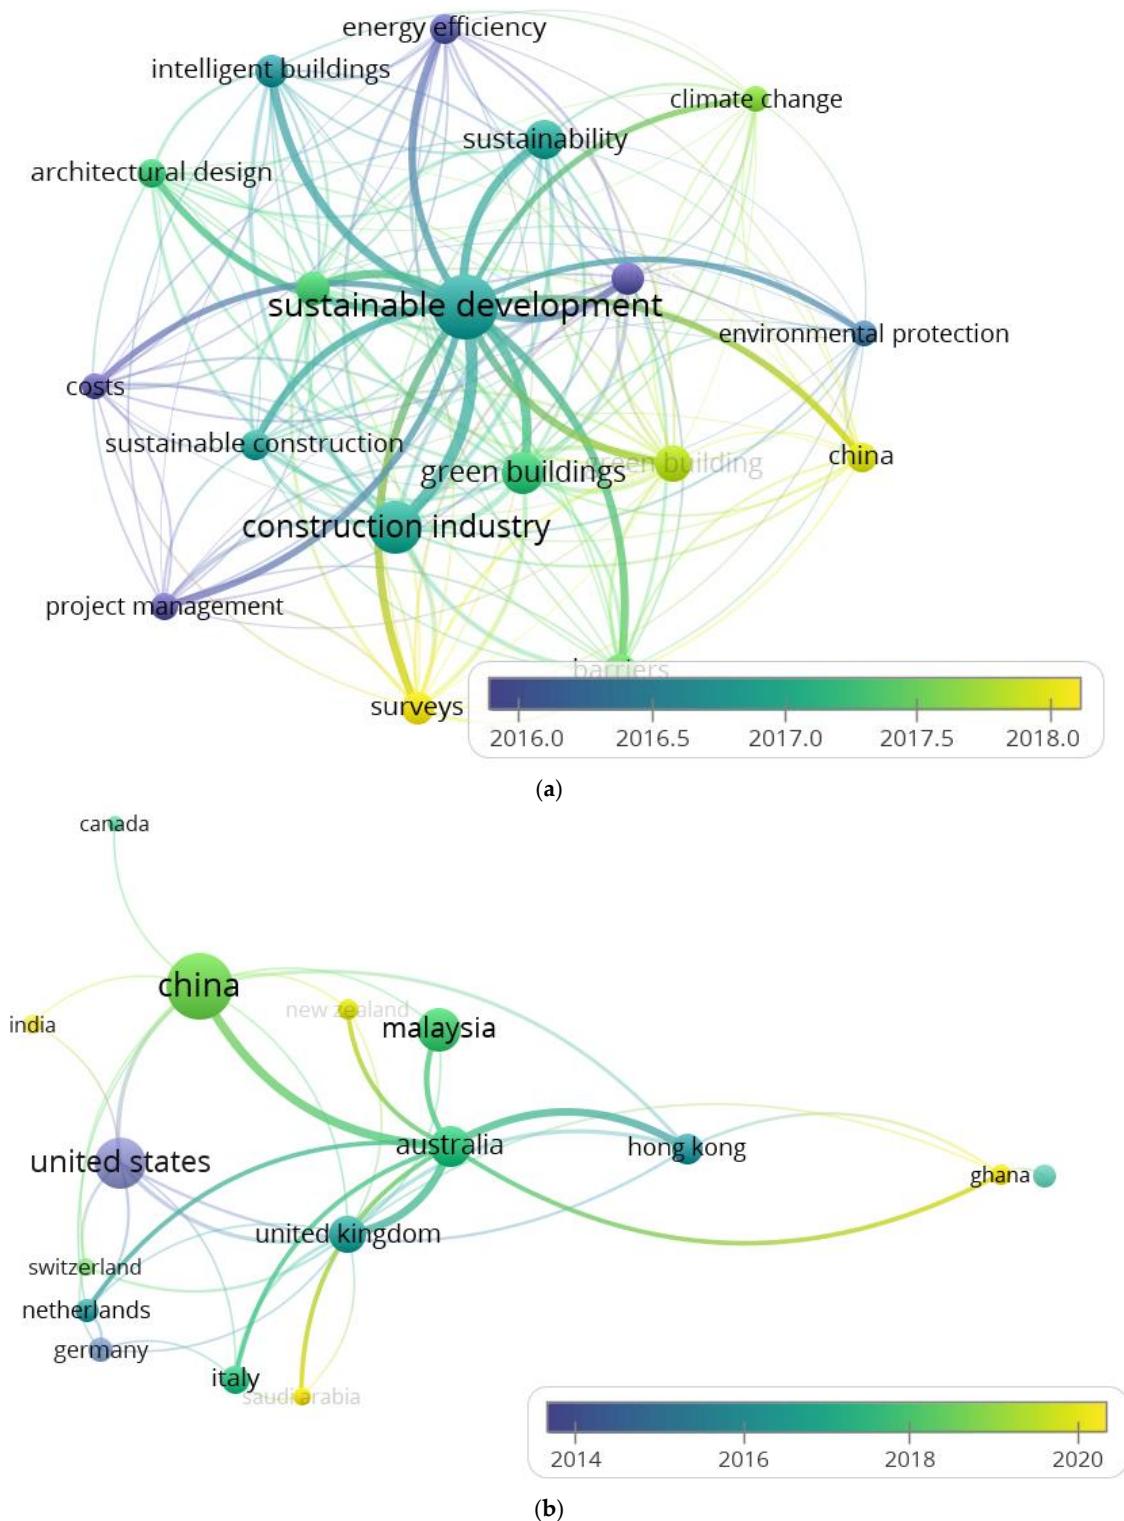 energy efficiency
intelligent buildings
climate change
sustainability
architectural design
sustainable development
environmental protection
costs
sustainable construction
green buildings
green building
china
construction industry
project management
barriers
surveys
2016.0 2016.5 2017.0 2017.5 2018.0
(a)
canada
china
new zealand
india
malaysia
australia
hong kong
united states
ghana
united kingdom
switzerland
netherlands
germany
italy
saudi arabia
2014 2016 2018 2020
(b)